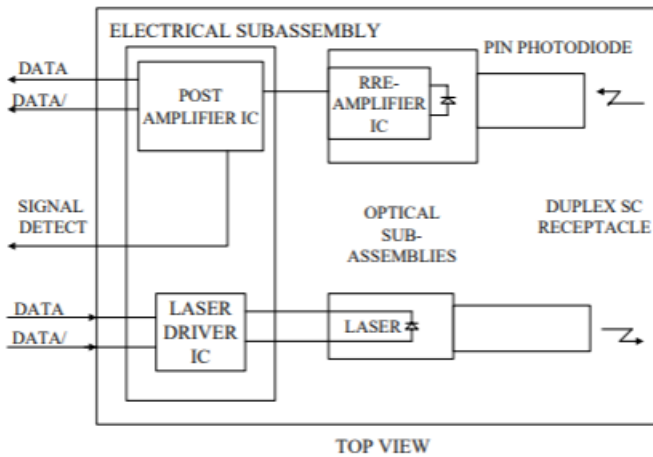 ELECTRICAL SUBASSEMBLY
PIN PHOTODIODE
DATA
DATA/
POST
AMPLIFIER IC
RRE-
AMPLIFIER
IC
SIGNAL
DETECT
OPTICAL
SUB-
ASSEMBLIES
DUPLEX SC
RECEPTACLE
DATA
DATA/
LASER
DRIVER
IC
LASER
TOP VIEW